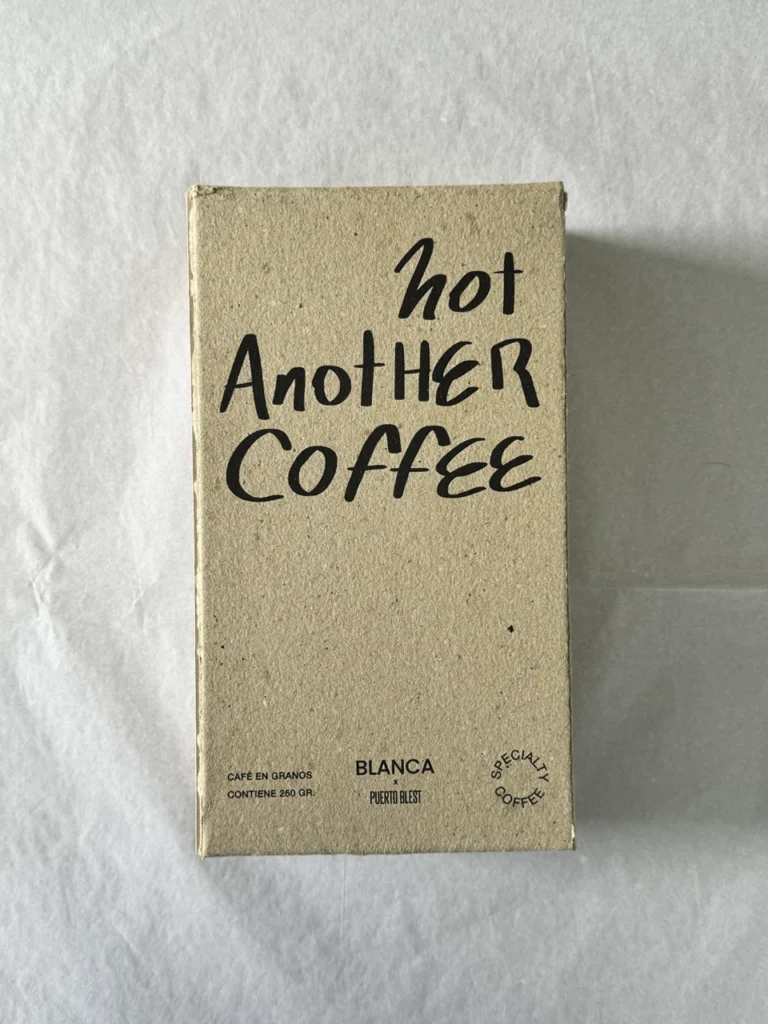 not
AnotHER
COFFEE
CAFÉ EN GRANOS
CONTIENE 250 GR.
BLANCA
x
PUERTO BLEST
SPECIALTY
COFFEE